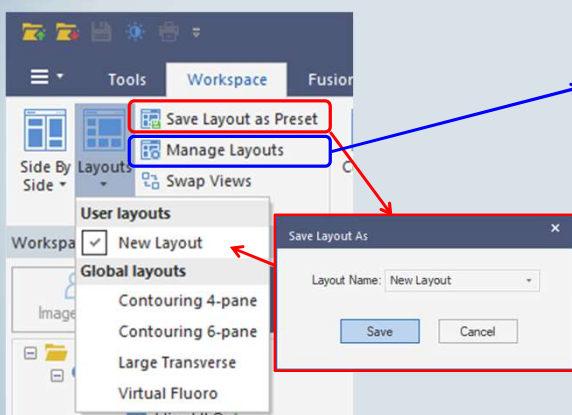 Tools Workspace Fusion
Save Layout as Preset
Manage Layouts
Side By Side
Layouts
Swap Views
User layouts
New Layout
Global layouts
Contouring 4-pane
Contouring 6-pane
Large Transverse
Virtual Fluoro
Workspa
Image
Save Layout As
Layout Name: New Layout
Save Cancel